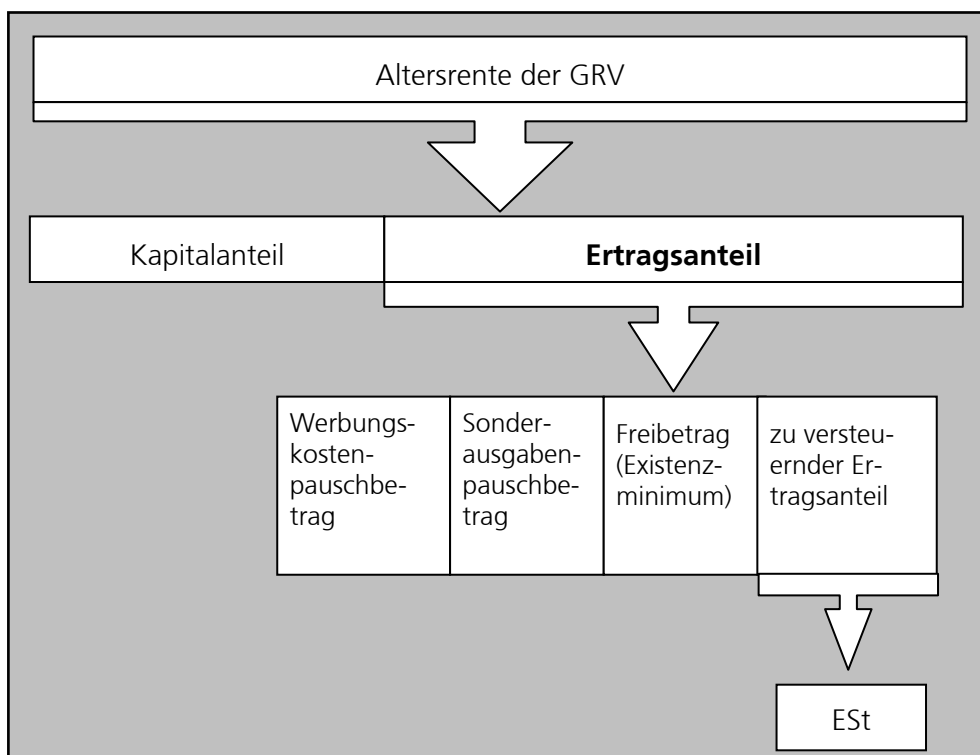 Altersrente der GRV
Kapitalanteil
Ertragsanteil
Werbungs-
kosten-
pauschbe-
trag
Sonder-
ausgaben-
pauschbe-
trag
Freibetrag
(Existenz-
minimum)
zu versteu-
ernder Er-
tragsanteil
ESt